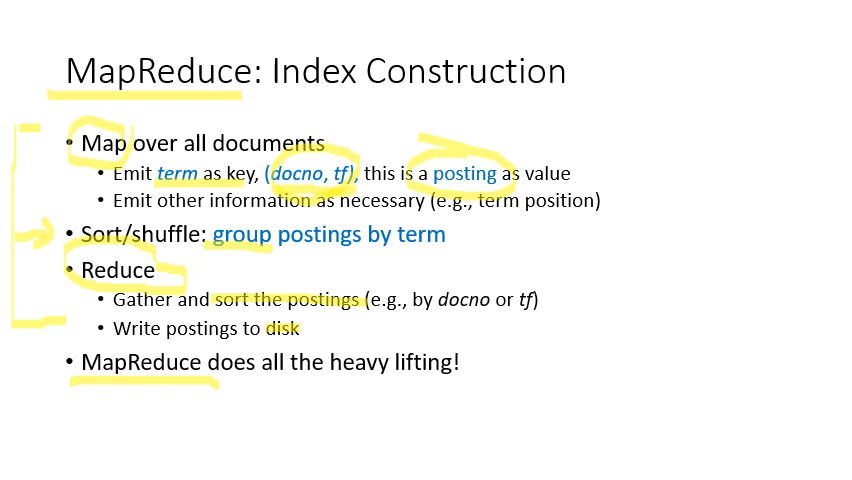 MapReduce: Index Construction
• Map over all documents
• Emit term as key, (docno, tf), this is a posting as value
• Emit other information as necessary (e.g., term position)
• Sort/shuffle: group postings by term
• Reduce
• Gather and sort the postings (e.g., by docno or tf)
• Write postings to disk
• MapReduce does all the heavy lifting!